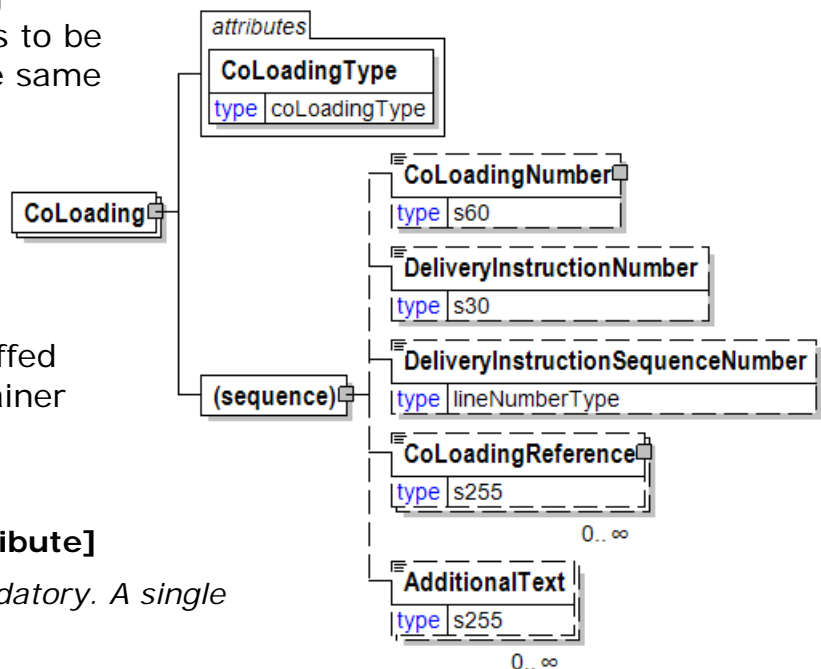 s to be
e same
ffed
iner
ibute]
datory. A single
attributes
CoLoadingType
type coLoadingType
CoLoading
(sequence)
CoLoadingNumber
type s60
DeliveryInstructionNumber
type s30
DeliveryInstructionSequenceNumber
type lineNumberType
CoLoadingReference
type s255
0.. ∞
AdditionalText
type s255
0.. ∞